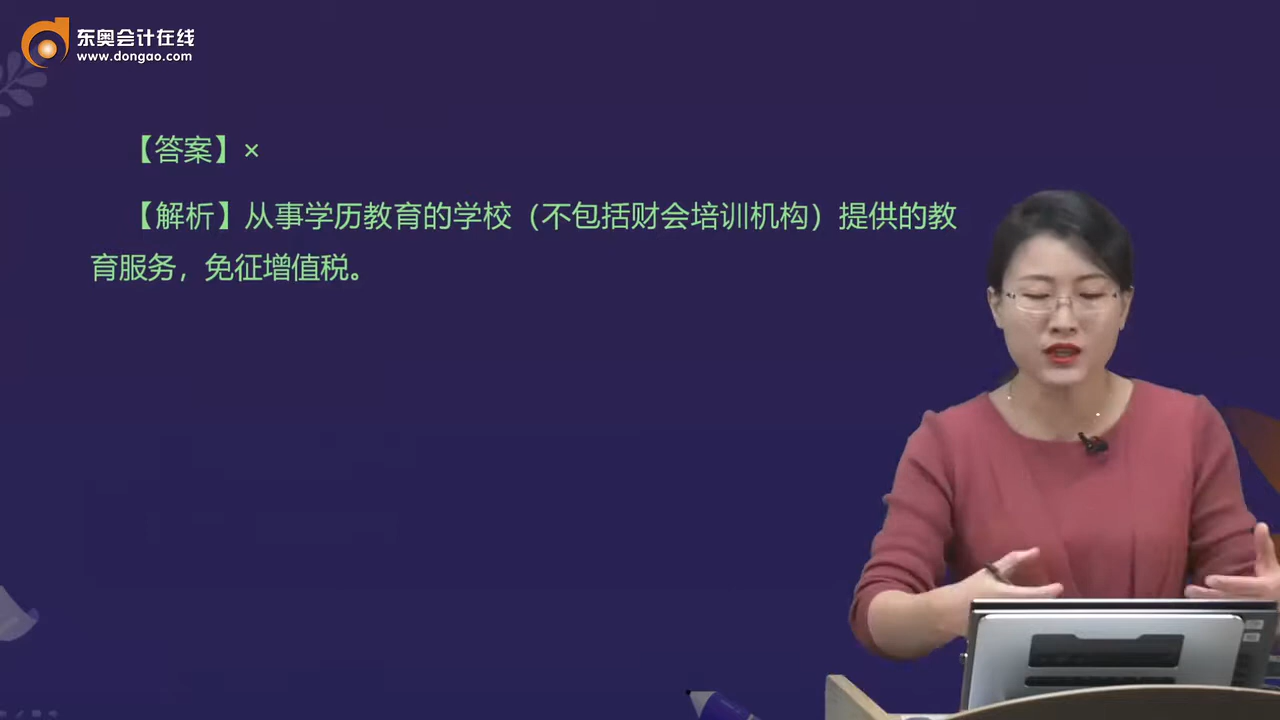 东奥会计在线
www.dongao.com
【答案】×
【解析】从事学历教育的学校（不包括财会培训机构）提供的教
育服务，免征增值税。